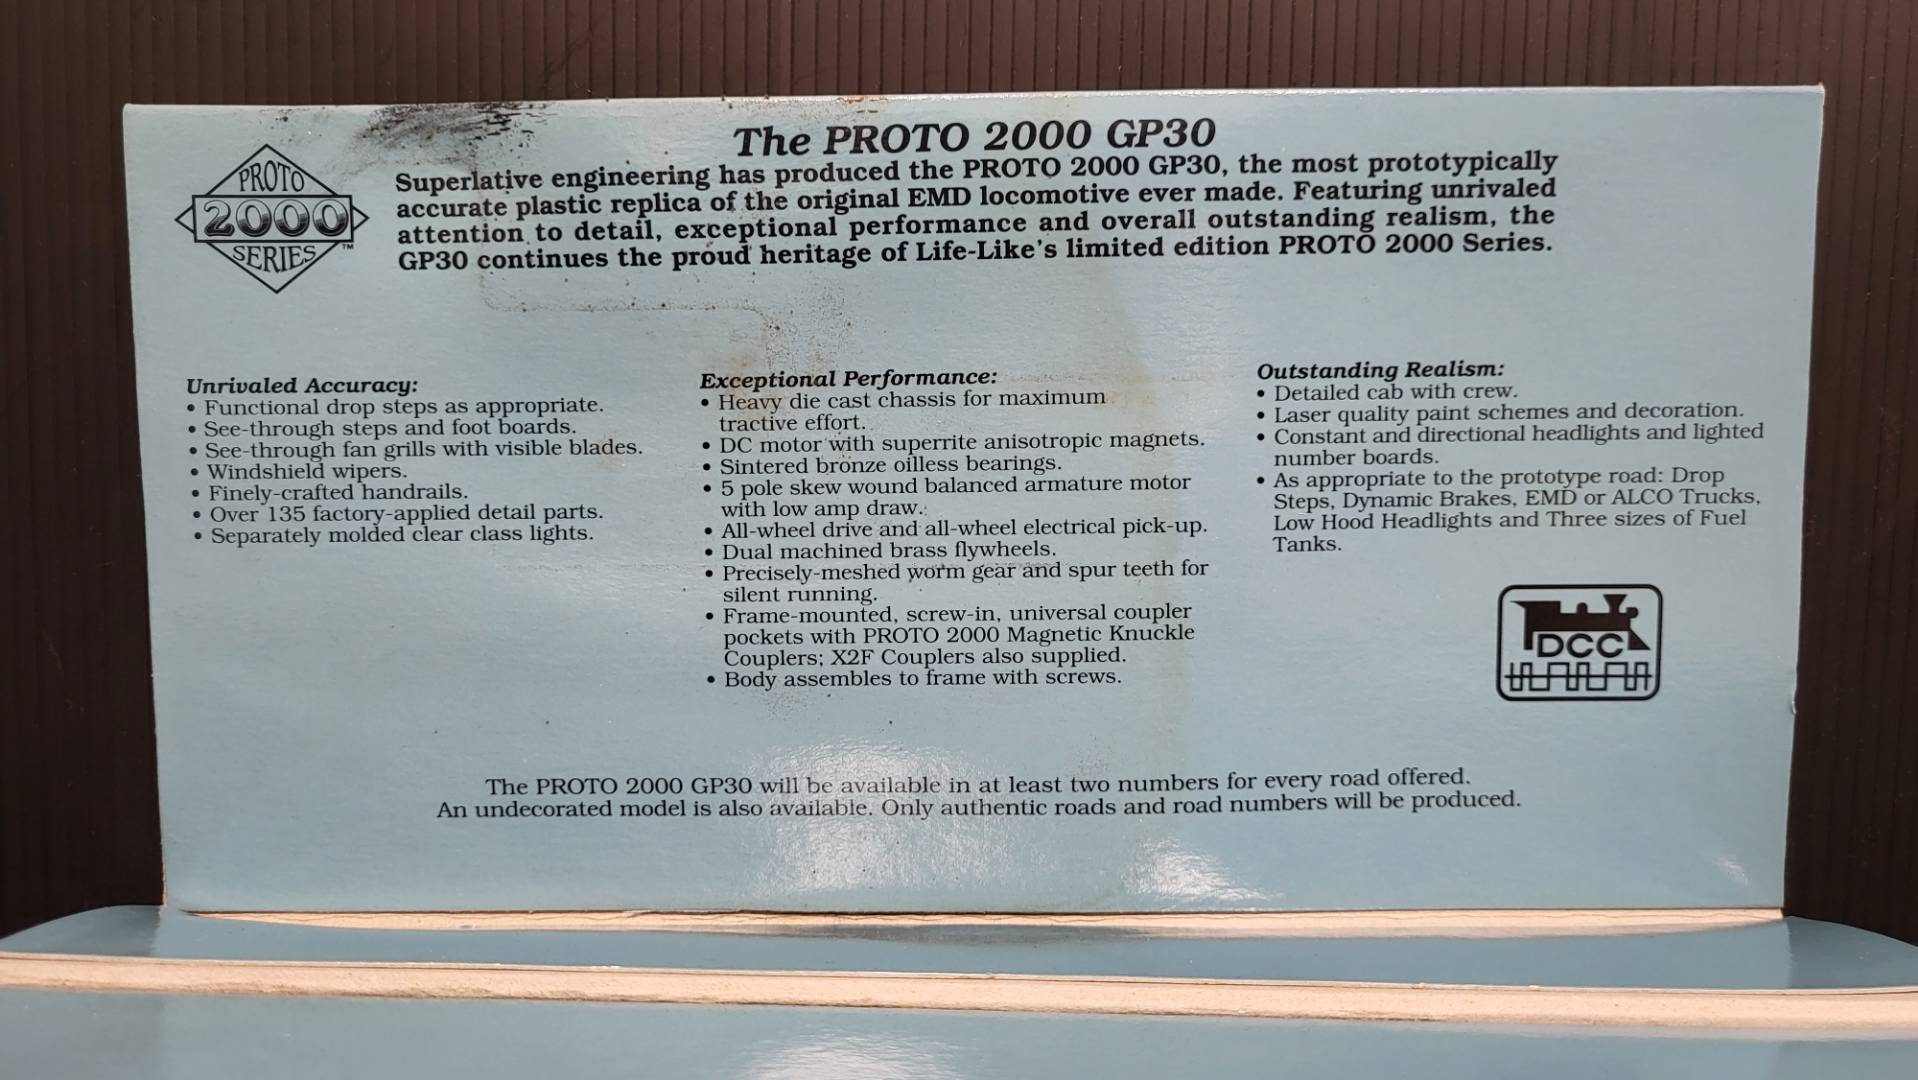 The PROTO 2000 GP30
PROTO
2000
SERIES™
Superlative engineering has produced the PROTO 2000 GP30, the most prototypically
accurate plastic replica of the original EMD locomotive ever made. Featuring unrivaled
attention to detail, exceptional performance and overall outstanding realism, the
GP30 continues the proud heritage of Life-Like's limited edition PROTO 2000 Series.
Unrivaled Accuracy:
• Functional drop steps as appropriate.
• See-through steps and foot boards.
• See-through fan grills with visible blades.
• Windshield wipers.
• Finely-crafted handrails.
• Over 135 factory-applied detail parts.
• Separately molded clear class lights.
Exceptional Performance:
• Heavy die cast chassis for maximum
tractive effort.
• DC motor with superrite anisotropic magnets.
• Sintered bronze oilless bearings.
• 5 pole skew wound balanced armature motor
with low amp draw.
• All-wheel drive and all-wheel electrical pick-up.
• Dual machined brass flywheels.
• Precisely-meshed worm gear and spur teeth for
silent running.
• Frame-mounted, screw-in, universal coupler
pockets with PROTO 2000 Magnetic Knuckle
Couplers; X2F Couplers also supplied.
• Body assembles to frame with screws.
Outstanding Realism:
• Detailed cab with crew.
• Laser quality paint schemes and decoration.
• Constant and directional headlights and lighted
number boards.
• As appropriate to the prototype road: Drop
Steps, Dynamic Brakes, EMD or ALCO Trucks,
Low Hood Headlights and Three sizes of Fuel
Tanks.
DCC
The PROTO 2000 GP30 will be available in at least two numbers for every road offered.
An undecorated model is also available. Only authentic roads and road numbers will be produced.